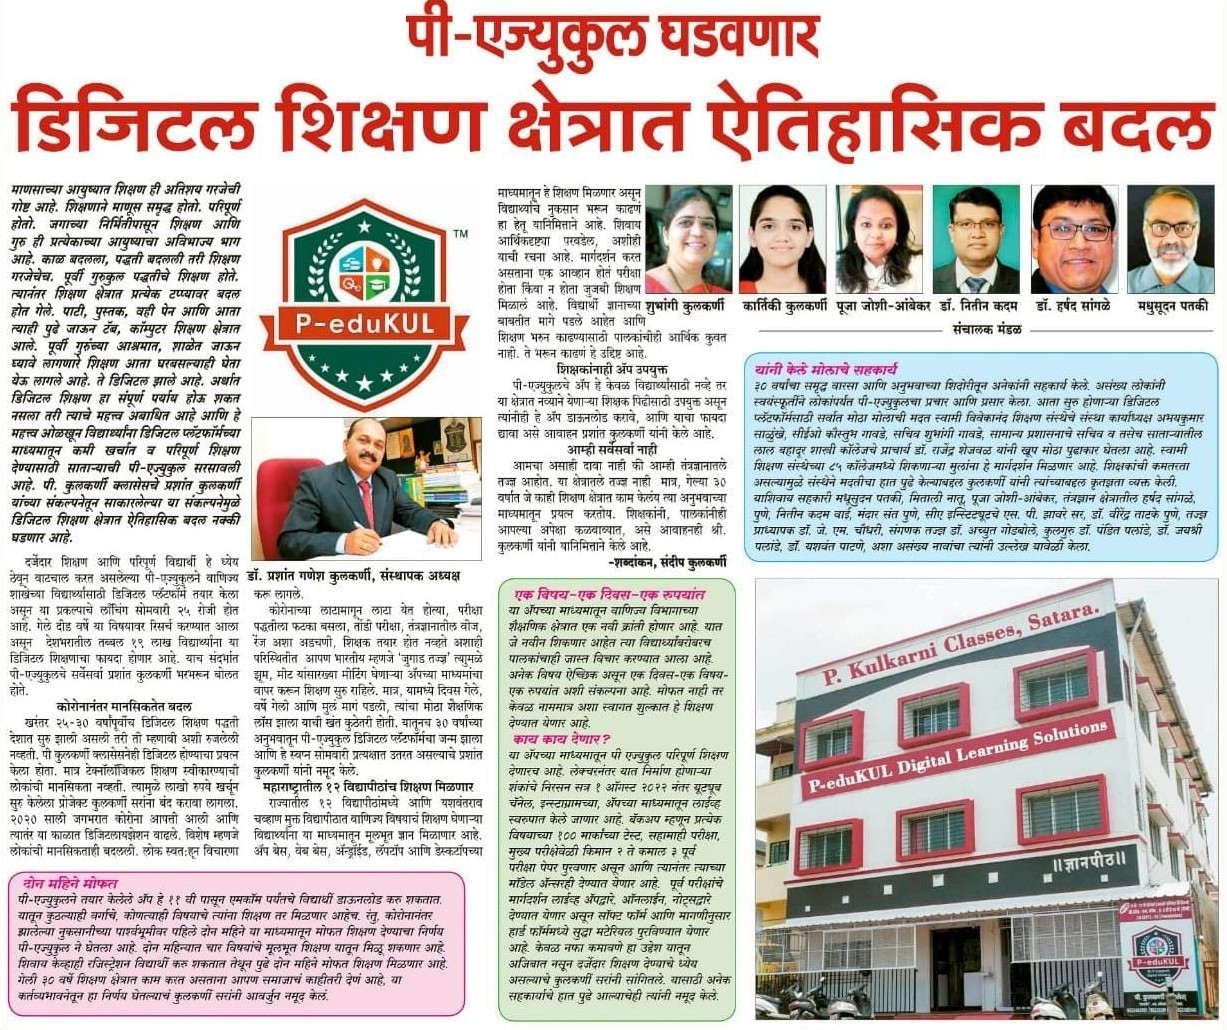 पी-एज्युकुल घडवणार
डिजिटल शिक्षण क्षेत्रात ऐतिहासिक बदल
माणसाच्या आयुष्यात शिक्षण ही अतिशय गरजेची
गोष्ट आहे. शिक्षणाने माणूस समृद्ध होतो. परिपूर्ण
होतो. जगाच्या निर्मितीपासून शिक्षण आणि
गुरु ही प्रत्येकाच्या आयुष्याचा अविभाज्य भाग
आहे. काळ बदलला, पद्धती बदलली तरी शिक्षण
गरजेचेच. पूर्वी गुरुकुल पद्धतीचे शिक्षण होते.
त्यानंतर शिक्षण क्षेत्रात प्रत्येक टप्प्यावर बदल
होत गेले. पाटी, पुस्तक, वही पेन आणि आता
त्याही पुढे जाऊन टॅब, कॉम्पुटर शिक्षण क्षेत्रात
आले. पूर्वी गुरुंच्या आश्रमात, शाळेत जाऊन
घ्यावे लागणारे शिक्षण आता घरबसल्याही घेता
येऊ लागले आहे. ते डिजिटल झाले आहे. अर्थात
डिजिटल शिक्षण हा संपूर्ण पर्याय होऊ शकत
नसला तरी त्याचे महत्त्व अबाधित आहे आणि हे
महत्त्व ओळखून विद्यार्थ्यांना डिजिटल प्लॅटफॉर्मच्या
माध्यमातून कमी खर्चात व परिपूर्ण शिक्षण
देण्यासाठी साताऱ्याची पी-एज्युकुल सरसावली
आहे. पी. कुलकर्णी क्लासेसचे प्रशांत कुलकर्णी
यांच्या संकल्पनेतून साकारलेल्या या संकल्पनेमुळे
डिजिटल शिक्षण क्षेत्रात ऐतिहासिक बदल नक्की
घडणार आहे.
दर्जेदार शिक्षण आणि परिपूर्ण विद्यार्थी हे ध्येय
ठेवून वाटचाल करत असलेल्या पी-एज्युकुलने वाणिज्य
शाखेच्या विद्यार्थ्यांसाठी डिजिटल प्लॅटफॉर्म तयार केला
असून या प्रकल्पाचे लाँचिंग सोमवारी २५ रोजी होत
आहे. गेले दीड वर्षे या विषयावर रिसर्च करण्यात आला
असून देशभरातील तब्बल १९ लाख विद्यार्थ्यांना या
डिजिटल शिक्षणाचा फायदा होणार आहे. याच संदर्भात
पी-एज्युकुलचे सर्वेसर्वा प्रशांत कुलकर्णी भरभरून बोलत
होते.
कोरोनानंतर मानसिकतेत बदल
खरंतर २५-३० वर्षांपूर्वीच डिजिटल शिक्षण पद्धती
देशात सुरु झाली असली तरी ती म्हणावी अशी रुजलेली
नव्हती. पी कुलकर्णी क्लासेसनेही डिजिटल होण्याचा प्रयत्न
केला होता. मात्र टेक्नॉलॉजिकल शिक्षण स्वीकारण्याची
लोकांची मानसिकता नव्हती. त्यामुळे लाखो रुपये खर्चून
सुरु केलेला प्रोजेक्ट कुलकर्णी सरांना बंद करावा लागला.
२०२० साली जगभरात कोरोना आपत्ती आली आणि
त्यातंर या काळात डिजिटलायझेशन वाढले. विशेष म्हणजे
लोकांची मानसिकताही बदलली. लोक स्वत:हून विचारणा
TM
P-eduKUL
डॉ. प्रशांत गणेश कुलकर्णी, संस्थापक अध्यक्ष
करू लागले.
कोरोनाच्या लाटामागून लाटा येत होत्या, परीक्षा
पद्धतीला फटका बसला, तोंडी परीक्षा, तंत्रज्ञानातील वीज,
रेंज अशा अडचणी, शिक्षक तयार होत नव्हते अशाही
परिस्थितीत आपण भारतीय म्हणजे 'जुगाड तज्ज्ञ' त्यामुळे
झूम, मीट यांसारख्या मीटिंग घेणाऱ्या अ‍ॅपच्या माध्यमांचा
वापर करून शिक्षण सुरु राहिले. मात्र, यामध्ये दिवस गेले,
वर्षे गेली आणि मुलं मागं पडली, त्यांचा मोठा शैक्षणिक
लॉस झाला याची खंत कुठेतरी होती. यातूनच ३० वर्षांच्या
अनुभवातून पी-एज्युकुल डिजिटल प्लॅटफॉर्मचा जन्म झाला
आणि हे स्वप्न सोमवारी प्रत्यक्षात उतरत असल्याचे प्रशांत
कुलकर्णी यांनी नमूद केले.
महाराष्ट्रातील १२ विद्यापीठांच शिक्षण मिळणार
राज्यातील १२ विद्यापीठांमध्ये आणि यशवंतराव
चव्हाण मुक्त विद्यापीठात वाणिज्य विषयाचं शिक्षण घेणाऱ्या
विद्यार्थ्यांना या माध्यमातून मूलभूत ज्ञान मिळणार आहे.
अ‍ॅप बेस, वेब बेस, अ‍ॅन्ड्रॉईड, लॅपटॉप आणि डेस्कटॉपच्या
माध्यमातून हे शिक्षण मिळणार असून
विद्यार्थ्यांचे नुकसान भरून काढणं
हा हेतू यानिमित्ताने आहे. शिवाय
आर्थिकदृष्ट्या परवडेल, अशीही
याची रचना आहे. मार्गदर्शन करत
असताना एक आव्हान होतं परीक्षा
होता किंवा न होता जुजबी शिक्षण
मिळालं आहे. विद्यार्थी ज्ञानाच्या
बाबतीत मागे पडले आहेत आणि
शिक्षण भरुन काढण्यासाठी पालकांचीही आर्थिक कुवत
नाही. ते भरून काढणं हे उद्दिष्ट आहे.
शिक्षकांनाही अ‍ॅप उपयुक्त
पी-एज्युकुलचे अ‍ॅप हे केवळ विद्यार्थ्यांसाठी नव्हे तर
या क्षेत्रात नव्याने येणाऱ्या शिक्षक पिढीसाठी उपयुक्त असून
त्यांनीही हे अ‍ॅप डाऊनलोड करावे, आणि याचा फायदा
द्यावा असे आवाहन प्रशांत कुलकर्णी यांनी केले आहे.
आम्ही सर्वेसर्वा नाही
आमचा असाही दावा नाही की आम्ही तंत्रज्ञानातले
तज्ज्ञ आहोत. या क्षेत्रातले तज्ज्ञ नाही मात्र, गेल्या ३०
वर्षात जे काही शिक्षण क्षेत्रात काम केलंय त्या अनुभवाच्या
माध्यमातून प्रयत्न करतोय. शिक्षकांनी, पालकांनीही
आपल्या अपेक्षा कळवाव्यात, असे आवाहनही श्री.
कुलकर्णी यांनी यानिमित्ताने केले आहे.
-शब्दांकन, संदीप कुलकर्णी
शुभांगी कुलकर्णी
कार्तिकी कुलकर्णी
पूजा जोशी-आंबेकर
डॉ. नितीन कदम
डॉ. हर्षद सांगळे
मधुसूदन पतकी
संचालक मंडळ
यांनी केले मोलाचे सहकार्य
३० वर्षांचा समृद्ध वारसा आणि अनुभवाच्या शिदोरीतून अनेकांनी सहकार्य केले. असंख्य लोकांनी
स्वयंस्फूर्तीने लोकांपर्यंत पी-एज्युकुलचा प्रचार आणि प्रसार केला. आता सुरु होणाऱ्या डिजिटल
प्लॅटफॉर्मसाठी सर्वात मोठा मोलाची मदत स्वामी विवेकानंद शिक्षण संस्थेचे संस्था कार्याध्यक्ष अभयकुमार
साळुंखे, सीईओ कौस्तुभ गावडे, सचिव शुभांगी गावडे, सामान्य प्रशासनाचे सचिव व तसेच साताऱ्यातील
लाल बहादूर शास्त्री कॉलेजचे प्राचार्य डॉ. राजेंद्र शेजवळ यांनी खूप मोठा पुढाकार घेतला आहे. स्वामी
शिक्षण संस्थेच्या ८५ कॉलेजमध्ये शिकणाऱ्या मुलांना हे मार्गदर्शन मिळणार आहे. शिक्षकांची कमतरता
असल्यामुळे संस्थेने मदतीचा हात पुढे केल्याबद्दल कुलकर्णी यांनी त्यांच्याबद्दल कृतज्ञता व्यक्त केली.
याशिवाय सहकारी मधुसूदन पतकी, मिताली नातू, पूजा जोशी-आंबेकर, तंत्रज्ञान क्षेत्रातील हर्षद सांगळे,
पुणे, नितीन कदम वाई, मंदार संत पुणे, सीए इन्स्टिट्यूटचे एस. पी. झावरे सर, डॉ. वीरेंद्र ताटके पुणे, तज्ज्ञ
प्राध्यापक डॉ. जे. एम. चौधरी, संगणक तज्ज्ञ डॉ. अच्युत गोडबोले, कुलगुरु डॉ. पंडित पलांडे, डॉ. जयश्री
पलांडे, डॉ. यशवंत पाटणे, अशा असंख्य नावांचा त्यांनी उल्लेख यावेळी केला.
एक विषय-एक दिवस-एक रुपयांत
या अ‍ॅपच्या माध्यमातून वाणिज्य विभागाच्या
शैक्षणिक क्षेत्रात एक नवी क्रांती होणार आहे. यात
जे नवीन शिकणार आहेत त्या विद्यार्थ्यांबरोबरच
पालकांचाही जास्त विचार करण्यात आला आहे.
अनेक विषय ऐच्छिक असून एक दिवस-एक विषय-
एक रुपयांत अशी संकल्पना आहे. मोफत नाही तर
केवळ नाममात्र अशा स्वागत शुल्कात हे शिक्षण
देण्यात येणार आहे.
काय काय देणार?
या अ‍ॅपच्या माध्यमातून पी एज्युकुल परिपूर्ण शिक्षण
देणारच आहे. लेक्चरनंतर यात निर्माण होणाऱ्या
शंकांचे निरसन सत्र १ ऑगस्ट २०२२ नंतर यूट्यूब
चॅनेल, इन्स्टाग्रामच्या, अ‍ॅपच्या माध्यमातून लाईव्ह
स्वरुपात केले जाणार आहे. बॅकअप म्हणून प्रत्येक
विषयाच्या १०० मार्कांच्या टेस्ट, सहामाही परीक्षा,
मुख्य परीक्षेवेळी किमान २ ते कमाल ३ पूर्व
परीक्षा पेपर पुरवणार असून आणि त्यानंतर त्याच्या
मॉडेल अ‍ॅन्सरही देण्यात येणार आहे. पूर्व परीक्षांचे
मार्गदर्शन लाईव्ह अ‍ॅपद्वारे, ऑनलाईन, नोट्सद्वारे
देण्यात येणार असून सॉफ्ट फॉर्म आणि मागणीनुसार
हार्ड फॉर्ममध्ये सुद्धा मटेरियल पुरविण्यात येणार
आहे. केवळ नफा कमावणे हा उद्देश यातून
अजिबात नसून दर्जेदार शिक्षण देण्याचे ध्येय
असल्याचे कुलकर्णी सरांनी सांगितले. यासाठी अनेक
सहकार्याचे हात पुढे आल्याचेही त्यांनी नमूद केले.
दोन महिने मोफत
पी-एज्युकुलने तयार केलेले अ‍ॅप हे ११ वी पासून एमकॉम पर्यंतचे विद्यार्थी डाऊनलोड करु शकतात.
यातून कुठल्याही वर्गाचे, कोणत्याही विषयाचे त्यांना शिक्षण तर मिळणार आहेच. रंतु, कोरोनानंतर
झालेल्या नुकसानीच्या पार्श्वभूमीवर पहिले दोन महिने या माध्यमातून मोफत शिक्षण देण्याचा निर्णय
पी-एज्युकुल ने घेतला आहे. दोन महिन्यात चार विषयांचे मूलभूत शिक्षण यातून मिळू शकणार आहे.
शिवाय केव्हाही रजिस्ट्रेशन विद्यार्थी करु शकतात तेथून पुढे दोन महिने मोफत शिक्षण मिळणार आहे.
गेली ३० वर्षे शिक्षण क्षेत्रात काम करत असताना आपण समाजाचं काहीतरी देणं आहे, या
कर्तव्यभावनेतून हा निर्णय घेतल्याचं कुलकर्णी सरांनी आवर्जुन नमूद केलं.
P. Kulkarni Classes, Satara.
P-eduKUL Digital Learning Solutions
॥ज्ञानपीठ॥
P-eduKUL